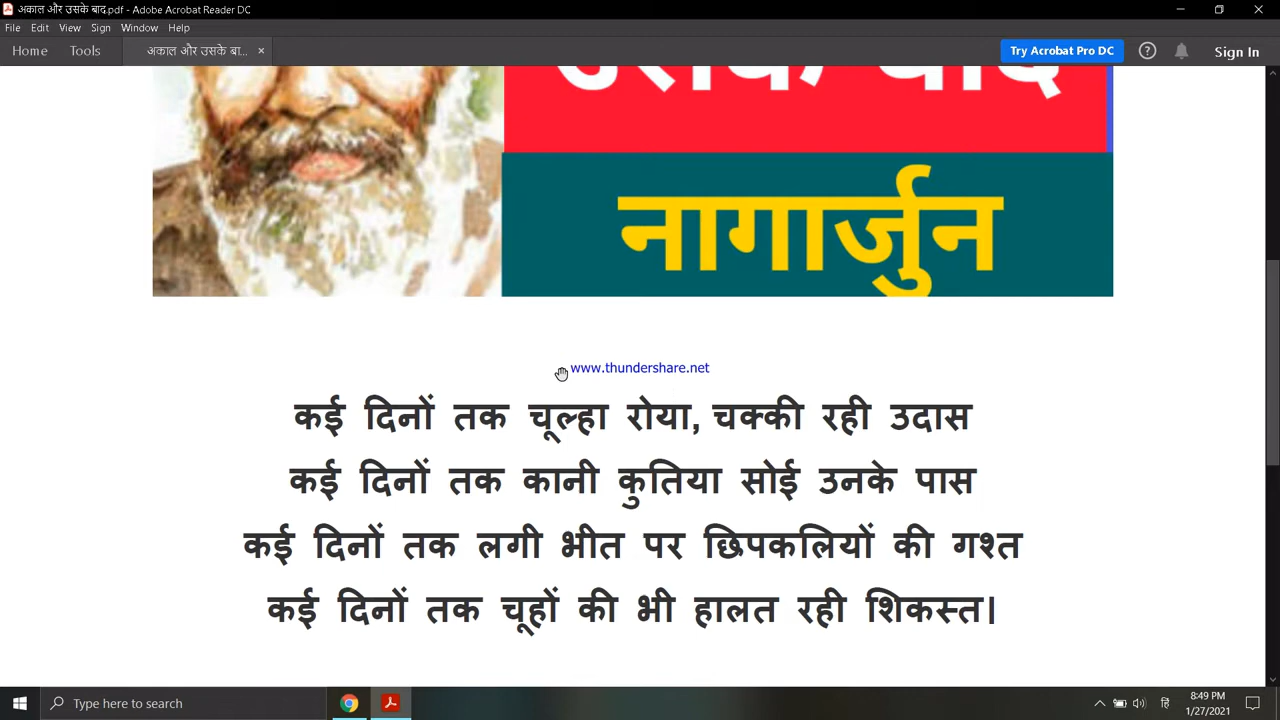 अकाल और उसके बाद.pdf - Adobe Acrobat Reader DC
File Edit View Sign Window Help
Home Tools अकाल और उसके बा... × Try Acrobat Pro DC Sign In
उसके बाद
नागार्जुन
www.thundershare.net
कई दिनों तक चूल्हा रोया, चक्की रही उदास
कई दिनों तक कानी कुतिया सोई उनके पास
कई दिनों तक लगी भीत पर छिपकलियों की गश्त
कई दिनों तक चूहों की भी हालत रही शिकस्त।
Type here to search हि 8:49 PM
1/27/2021